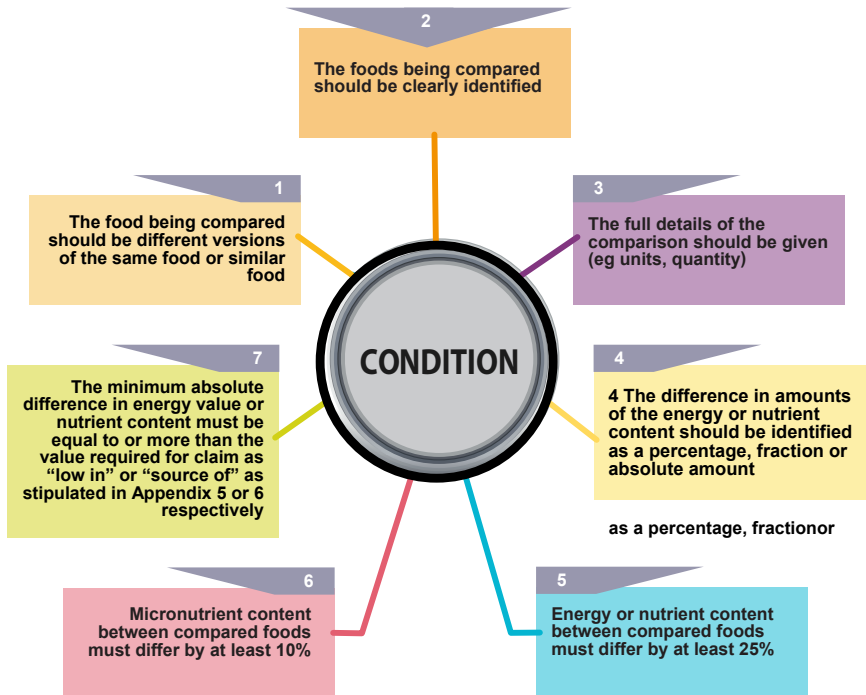 2
The foods being compared
should be clearly identified
1
The food being compared
should be different versions
of the same food or similar
food
3
The full details of the
comparison should be given
(eg units, quantity)
CONDITION
7
The minimum absolute
difference in energy value or
nutrient content must be
equal to or more than the
value required for claim as
“low in” or “source of” as
stipulated in Appendix 5 or 6
respectively
4
4 The difference in amounts
of the energy or nutrient
content should be identified
as a percentage, fraction or
absolute amount
as a percentage, fractionor
6
Micronutrient content
between compared foods
must differ by at least 10%
5
Energy or nutrient content
between compared foods
must differ by at least 25%